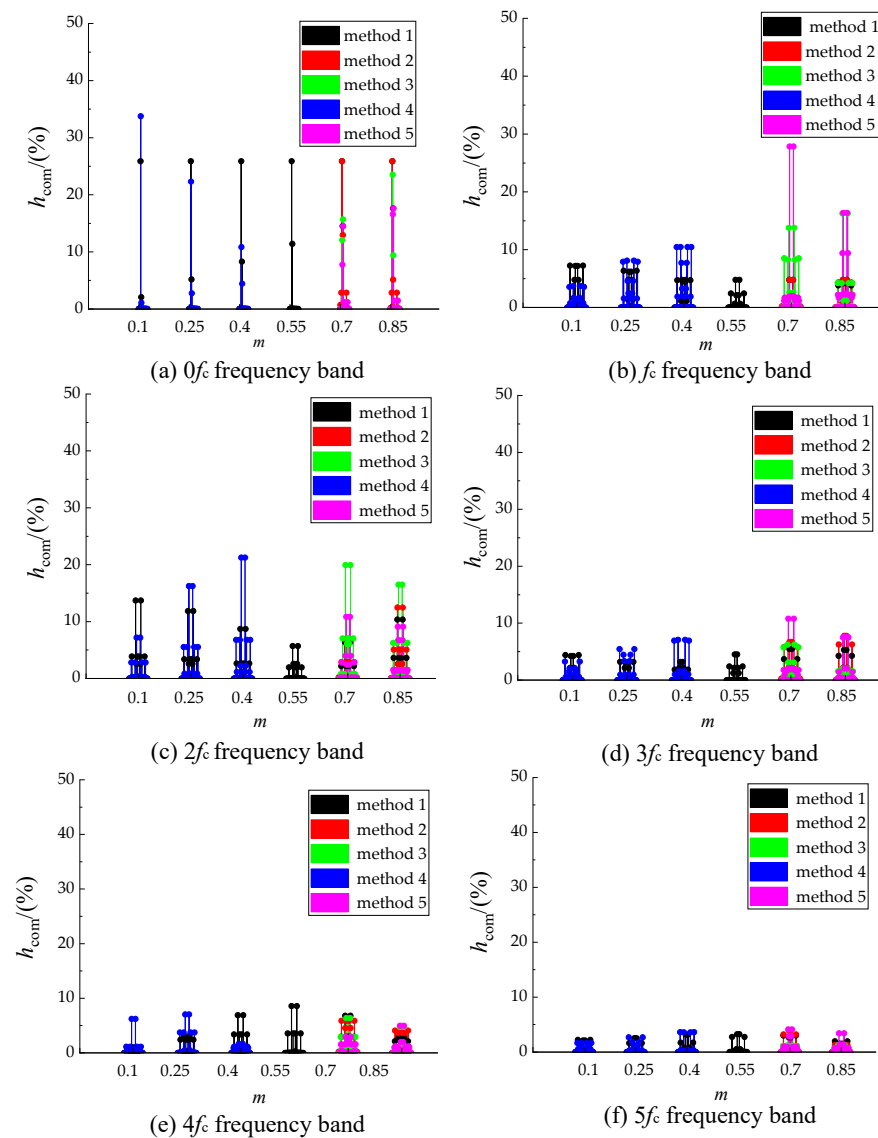 50
40
30
20
10
0
h_com/(%)
method 1
method 2
method 3
method 4
method 5
0.1 0.25 0.4 0.55 0.7 0.85
m
(a) 0f_c frequency band
50
40
30
20
10
0
h_com/(%)
method 1
method 2
method 3
method 4
method 5
0.1 0.25 0.4 0.55 0.7 0.85
m
(b) f_c frequency band
50
40
30
20
10
0
h_com/(%)
method 1
method 2
method 3
method 4
method 5
0.1 0.25 0.4 0.55 0.7 0.85
m
(c) 2f_c frequency band
50
40
30
20
10
0
h_com/(%)
method 1
method 2
method 3
method 4
method 5
0.1 0.25 0.4 0.55 0.7 0.85
m
(d) 3f_c frequency band
50
40
30
20
10
0
h_com/(%)
method 1
method 2
method 3
method 4
method 5
0.1 0.25 0.4 0.55 0.7 0.85
m
(e) 4f_c frequency band
50
40
30
20
10
0
h_com/(%)
method 1
method 2
method 3
method 4
method 5
0.1 0.25 0.4 0.55 0.7 0.85
m
(f) 5f_c frequency band